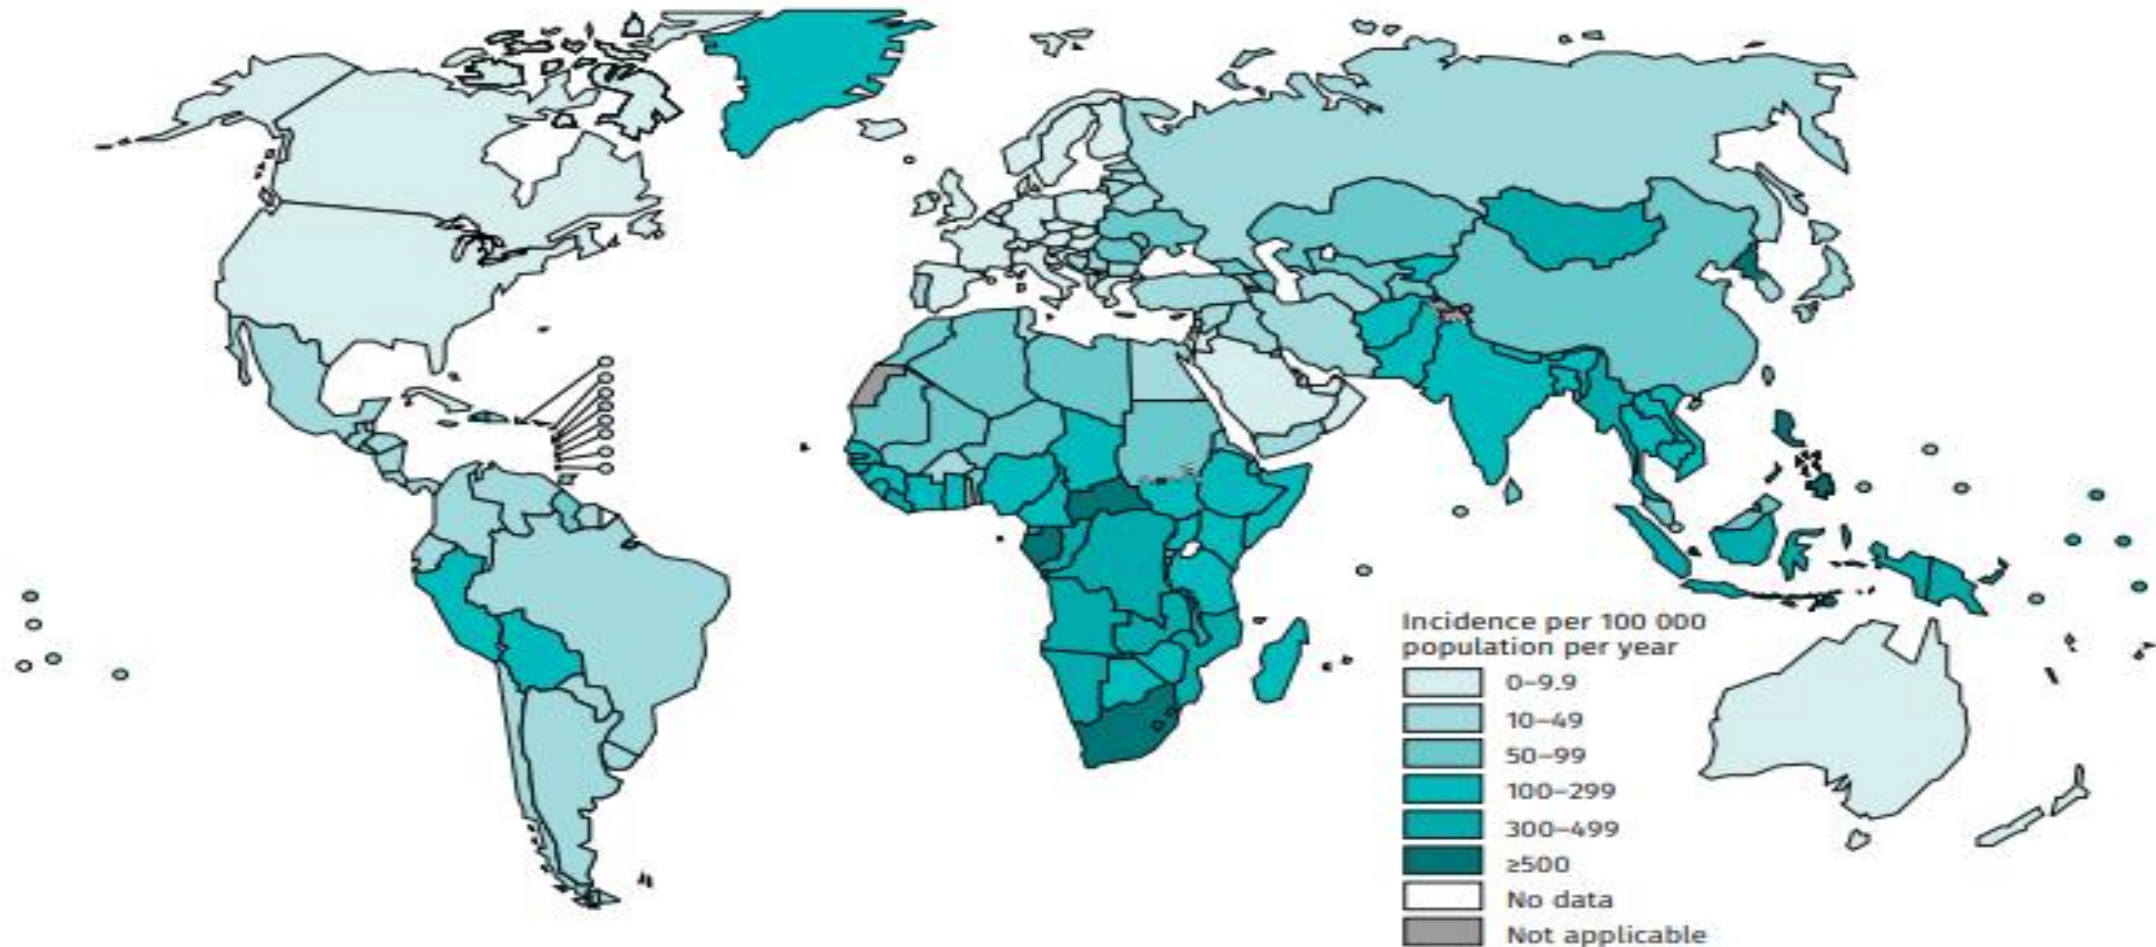 Incidence per 100 000
population per year
0–9.9
10–49
50–99
100–299
300–499
≥500
No data
Not applicable